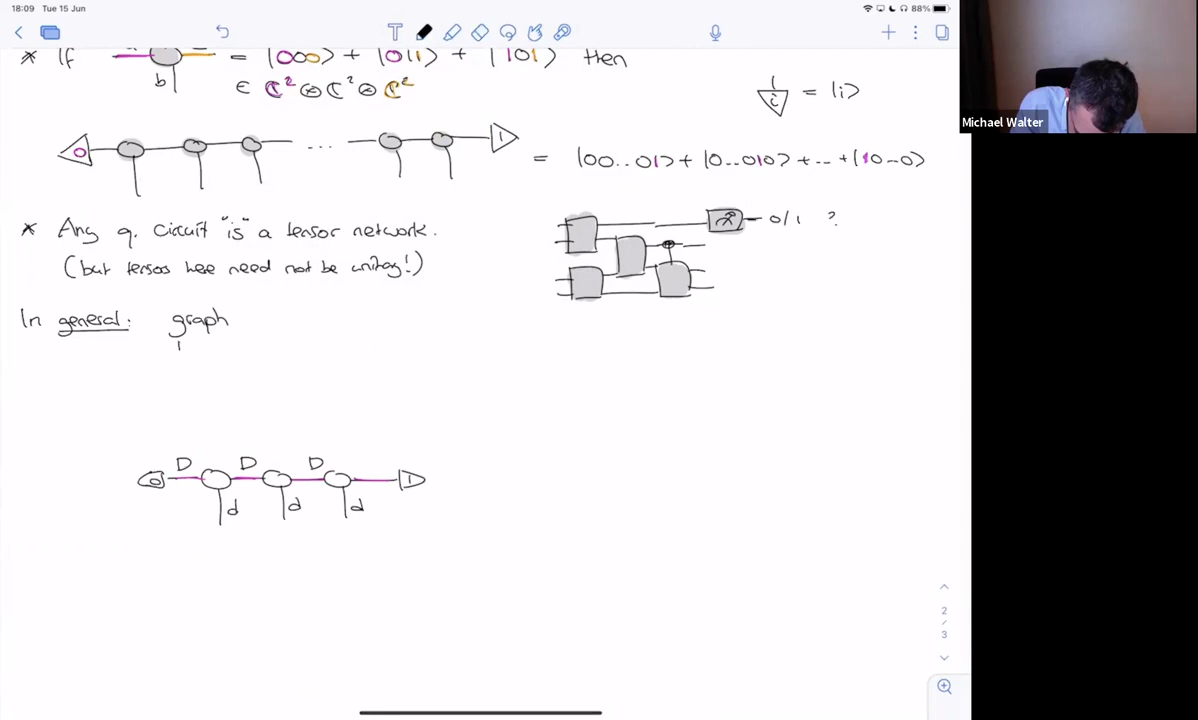 18:09 Tue 15 Jun
88%
* If = |000⟩ + |011⟩ + |101⟩ then
b
∈ ℂ² ⊗ ℂ² ⊗ ℂ²
i = |i⟩
Michael Walter
0 ... 1
= |00..01⟩ + |0..010⟩ + ... + |10-0⟩
* Any q. circuit "is" a tensor network.
0/1 ?
(but tensors here need not be unitary!)
In general: graph
D D D
0 1
d d d
2
/
3